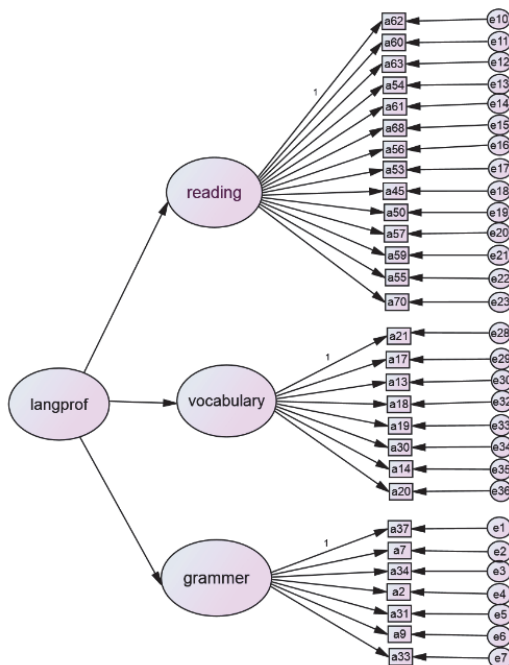 a62 e10
a60 e11
a63 e12
a54 e13
1 a61 e14
a68 e15
a56 e16
a53 e17
reading a45 e18
a50 e19
a57 e20
a59 e21
a55 e22
a70 e23
a21 e28
1 a17 e29
a13 e30
langprof vocabulary a18 e32
a19 e33
a30 e34
a14 e35
a20 e36
a37 e1
1 a7 e2
a34 e3
grammer a2 e4
a31 e5
a9 e6
a33 e7